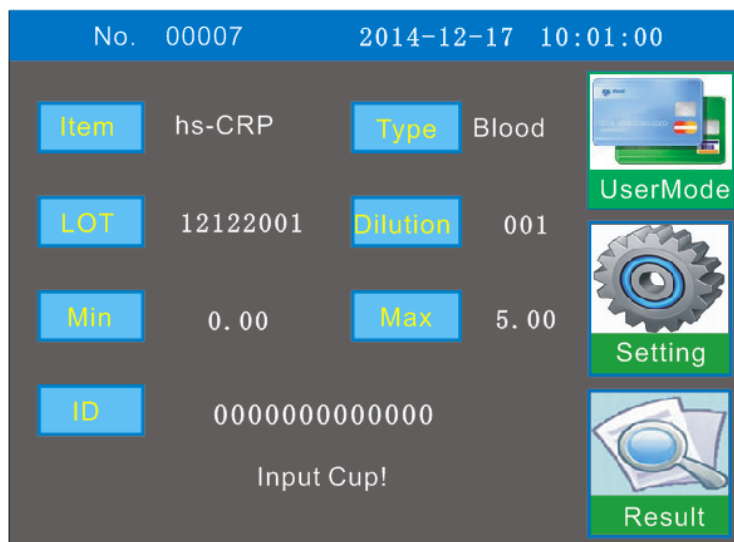 No. 00007 2014-12-17 10:01:00
Item hs-CRP Type Blood
UserMode
LOT 12122001 Dilution 001
Min 0.00 Max 5.00
Setting
ID 0000000000000
Input Cup!
Result